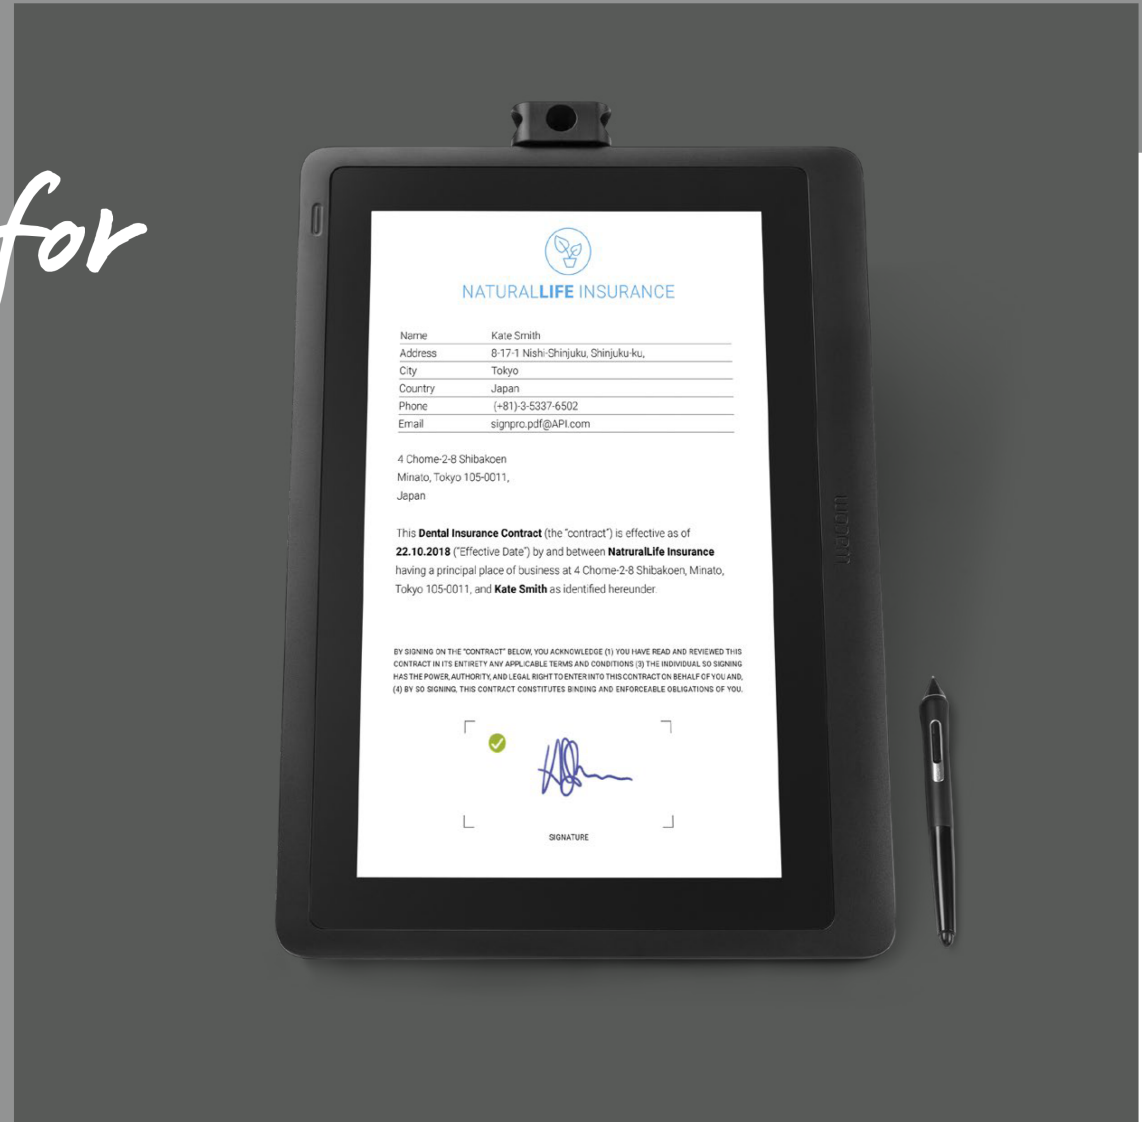 for
NATURALLIFE INSURANCE
Name Kate Smith
Address 8-17-1 Nishi-Shinjuku, Shinjuku-ku,
City Tokyo
Country Japan
Phone (+81)-3-5337-6502
Email signpro.pdf@API.com
4 Chome-2-8 Shibakoen
Minato, Tokyo 105-0011,
Japan
This Dental Insurance Contract (the "contract") is effective as of
22.10.2018 ("Effective Date") by and between NatruralLife Insurance
having a principal place of business at 4 Chome-2-8 Shibakoen, Minato,
Tokyo 105-0011, and Kate Smith as identified hereunder.
BY SIGNING ON THE "CONTRACT" BELOW, YOU ACKNOWLEDGE (1) YOU HAVE READ AND REVIEWED THIS
CONTRACT IN ITS ENTIRETY ANY APPLICABLE TERMS AND CONDITIONS (3) THE INDIVIDUAL SO SIGNING
HAS THE POWER, AUTHORITY, AND LEGAL RIGHT TO ENTER INTO THIS CONTRACT ON BEHALF OF YOU AND,
(4) BY SO SIGNING, THIS CONTRACT CONSTITUTES BINDING AND ENFORCEABLE OBLIGATIONS OF YOU.
SIGNATURE
wacom